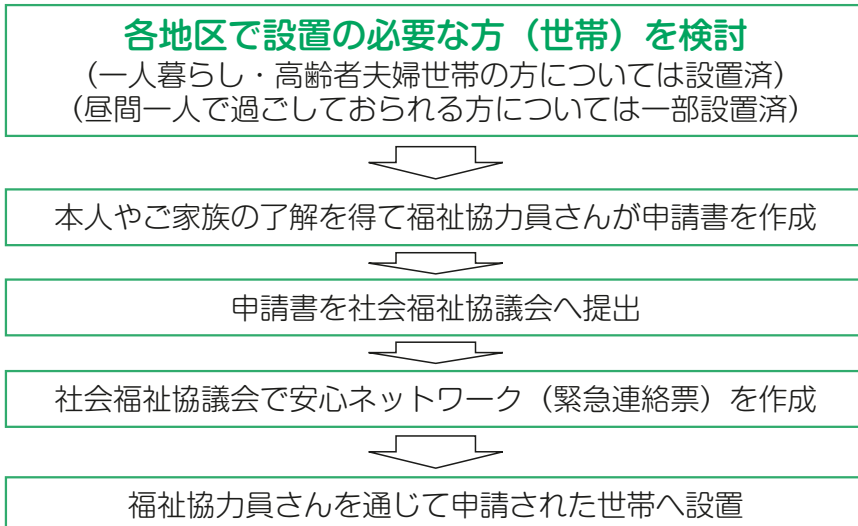 各地区で設置の必要な方（世帯）を検討
（一人暮らし・高齢者夫婦世帯の方については設置済）
（昼間一人で過ごしておられる方については一部設置済）
本人やご家族の了解を得て福祉協力員さんが申請書を作成
申請書を社会福祉協議会へ提出
社会福祉協議会で安心ネットワーク（緊急連絡票）を作成
福祉協力員さんを通じて申請された世帯へ設置